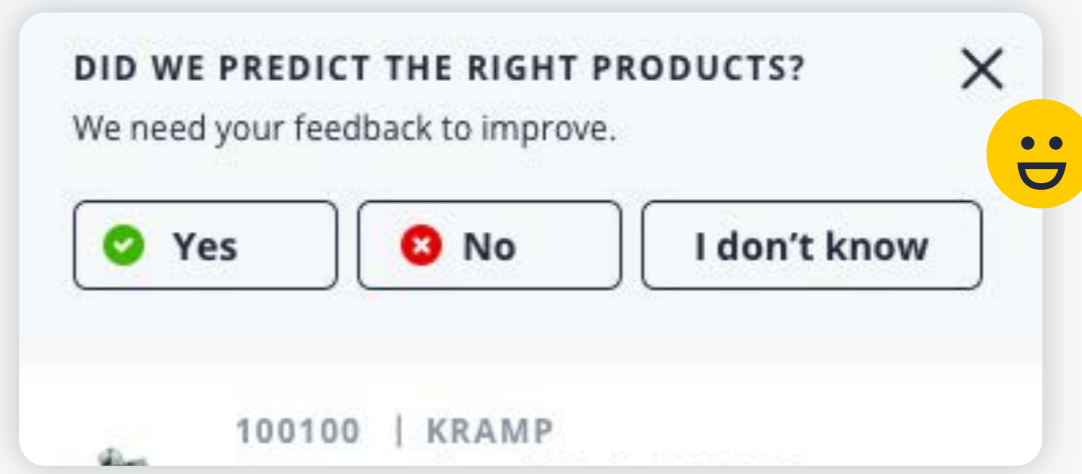 DID WE PREDICT THE RIGHT PRODUCTS?
We need your feedback to improve.
Yes No I don’t know
100100 | KRAMP